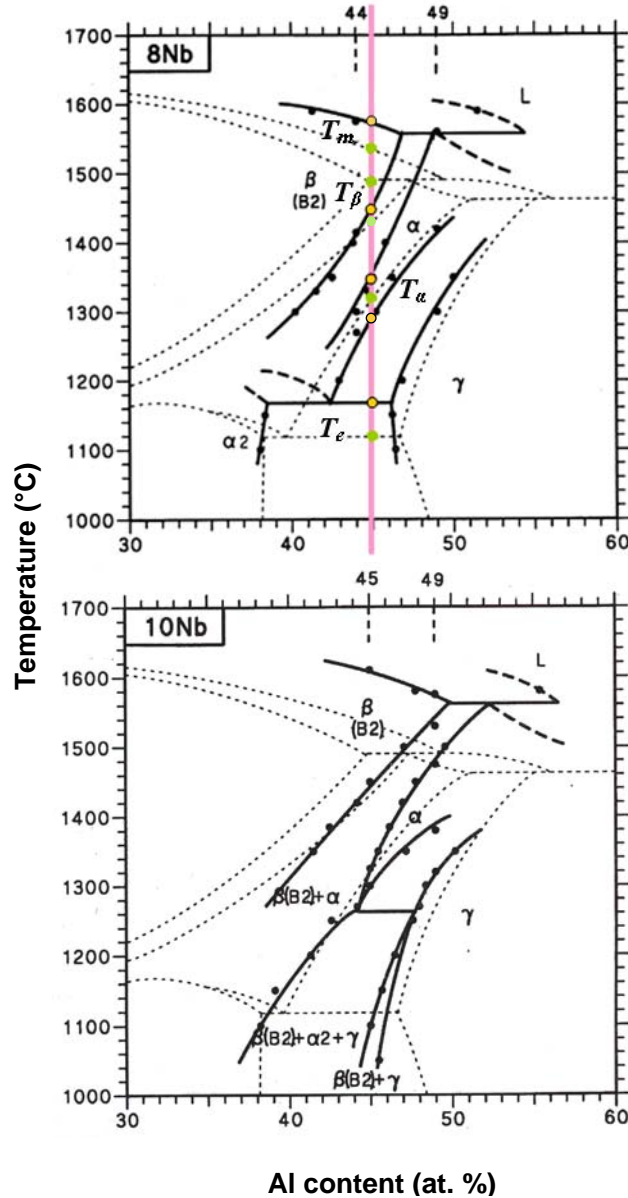 44 49
1700
8Nb
1600
L
Tm
1500
β
(B2)
Tβ
1400
α
1300
Tα
1200
γ
1100
α2
Te
1000
30 40 50 60
Temperature (°C)
45 49
1700
10Nb
1600
L
β
(B2)
1500
1400
α
1300
β(B2)+α
γ
1200
1100
β(B2)+α2+γ
β(B2)+γ
1000
30 40 50 60
Al content (at. %)